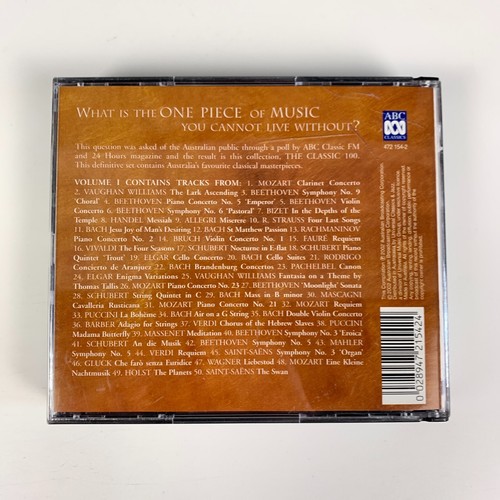 WHAT IS THE ONE PIECE OF MUSIC
YOU CANNOT LIVE WITHOUT?
This question was asked of the Australian public through a poll by ABC Classic FM
and 24 Hours magazine and the result is this collection, THE CLASSIC 100.
This definitive set contains Australia's favourite classical masterpieces.
VOLUME 1 CONTAINS TRACKS FROM: 1. MOZART Clarinet Concerto
2. VAUGHAN WILLIAMS The Lark Ascending 3. BEETHOVEN Symphony No. 9
'Choral' 4. BEETHOVEN Piano Concerto No. 5 'Emperor' 5. BEETHOVEN Violin
Concerto 6. BEETHOVEN Symphony No. 6 'Pastoral' 7. BIZET In the Depths of the
Temple 8. HANDEL Messiah 9. ALLEGRI Miserere 10. R. STRAUSS Four Last Songs
11. BACH Jesu Joy of Man's Desiring 12. BACH St Matthew Passion 13. RACHMANINOV
Piano Concerto No. 2 14. BRUCH Violin Concerto No. 1 15. FAURÉ Requiem
16. VIVALDI The Four Seasons 17. SCHUBERT Nocturne in E-flat 18. SCHUBERT Piano
Quintet 'Trout' 19. ELGAR Cello Concerto 20. BACH Cello Suites 21. RODRIGO
Concierto de Aranjuez 22. BACH Brandenburg Concertos 23. PACHELBEL Canon
24. ELGAR Enigma Variations 25. VAUGHAN WILLIAMS Fantasia on a Theme by
Thomas Tallis 26. MOZART Piano Concerto No. 23 27. BEETHOVEN 'Moonlight' Sonata
28. SCHUBERT String Quintet in C 29. BACH Mass in B minor 30. MASCAGNI
Cavalleria Rusticana 31. MOZART Piano Concerto No. 21 32. MOZART Requiem
33. PUCCINI La Bohème 34. BACH Air on a G String 35. BACH Double Violin Concerto
36. BARBER Adagio for Strings 37. VERDI Chorus of the Hebrew Slaves 38. PUCCINI
Madama Butterfly 39. MASSENET Meditation 40. BEETHOVEN Symphony No. 3 'Eroica'
41. SCHUBERT An die Musik 42. BEETHOVEN Symphony No. 5 43. MAHLER
Symphony No. 5 44. VERDI Requiem 45. SAINT-SAËNS Symphony No. 3 'Organ'
46. GLUCK Che farò senza Euridice 47. WAGNER Liebestod 48. MOZART Eine Kleine
Nachtmusik 49. HOLST The Planets 50. SAINT-SAËNS The Swan
ABC
CLASSICS
472 154-2
0 028947 215424